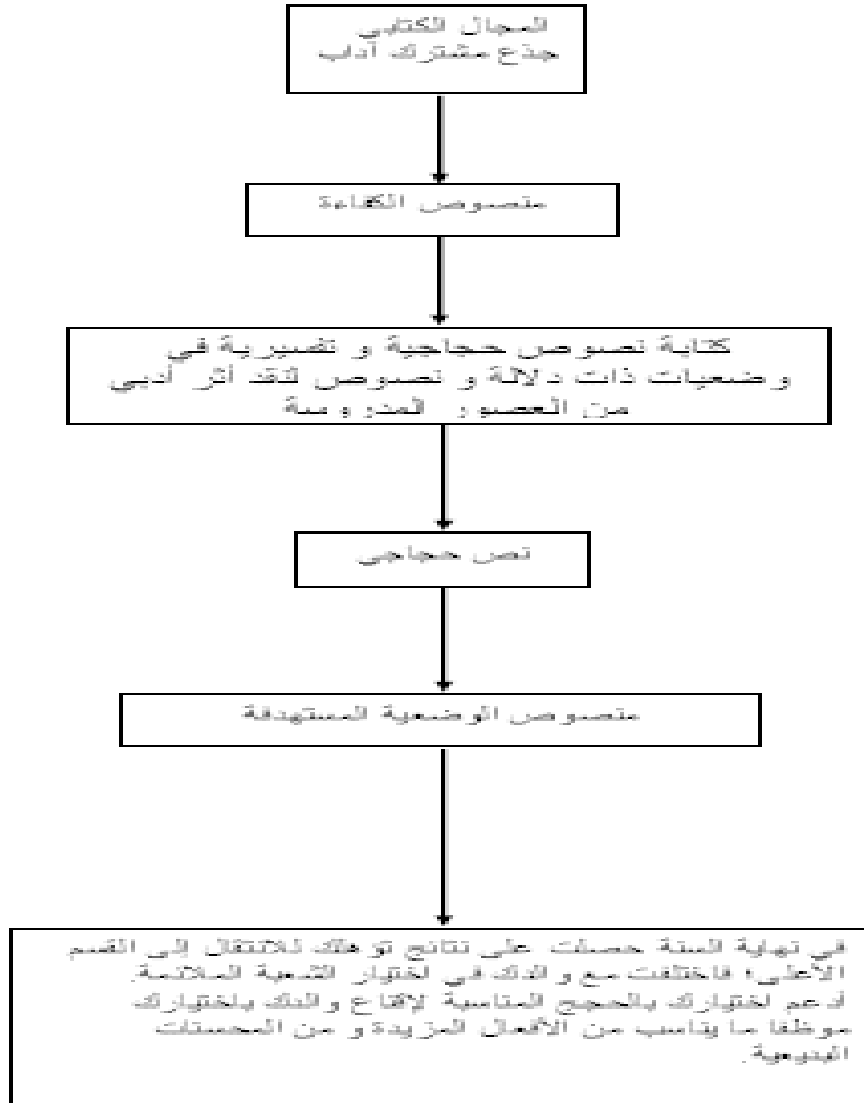 المجال الكتابي
جذع مشترك آداب
منصوص الكفاءة
كتابة نصوص حجاجية و تفسيرية في
وضعيات ذات دلالة و نصوص لنقد أثر أدبي
من العصور المدروسة
نص حجاجي
منصوص الوضعية المستهدفة
في نهاية السنة حصلت على نتائج تؤهلك للانتقال إلى القسم
الأعلى؛ فاختلفت مع والدك في اختيار الشعبة الملائمة.
أدعم اختيارك بالحجج المناسبة لإقناع والدك باختيارك
موظفا ما يناسب من الأفعال المزيدة و من المحسنات
البديعية.